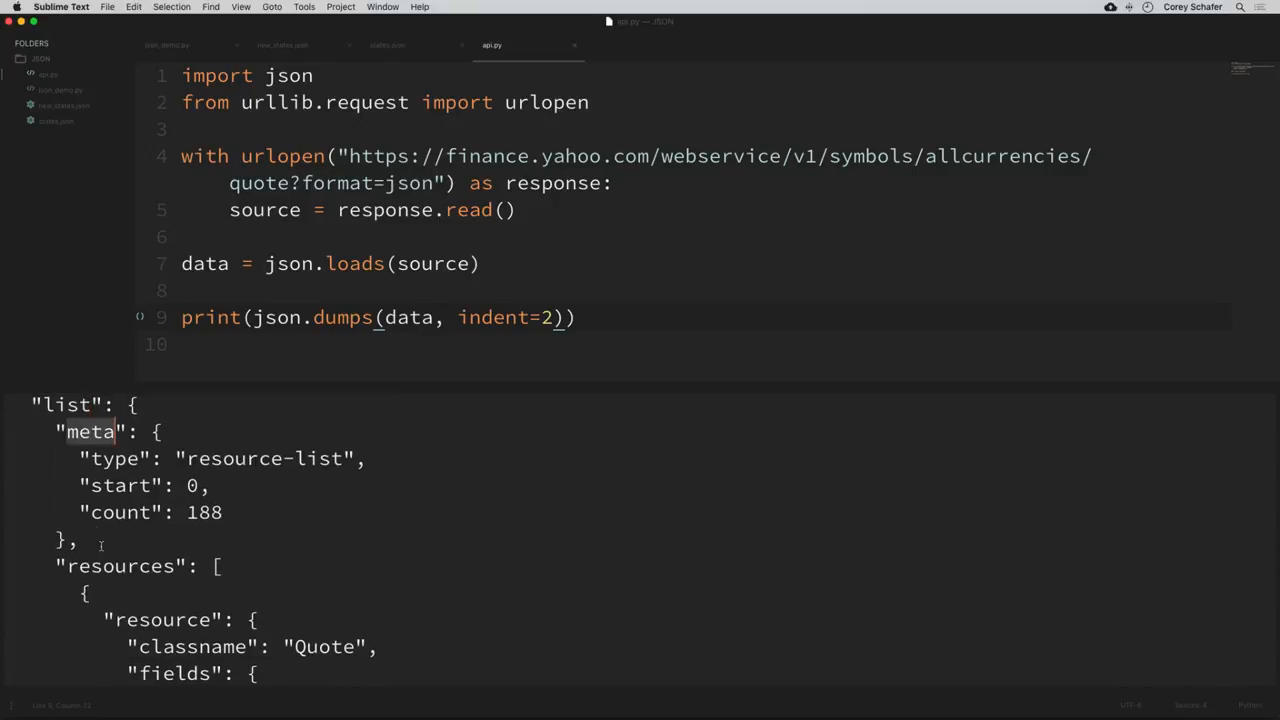 Sublime Text File Edit Selection Find View Goto Tools Project Window Help Corey Schafer
api.py — JSON
FOLDERS
JSON
api.py
json_demo.py
new_states.json
states.json
json_demo.py new_states.json states.json api.py
1 import json
2 from urllib.request import urlopen
3
4 with urlopen("https://finance.yahoo.com/webservice/v1/symbols/allcurrencies/
quote?format=json") as response:
5 source = response.read()
6
7 data = json.loads(source)
8
9 print(json.dumps(data, indent=2))
10
"list": {
"meta": {
"type": "resource-list",
"start": 0,
"count": 188
},
"resources": [
{
"resource": {
"classname": "Quote",
"fields": {
UTF-8 Spaces: 4 Python